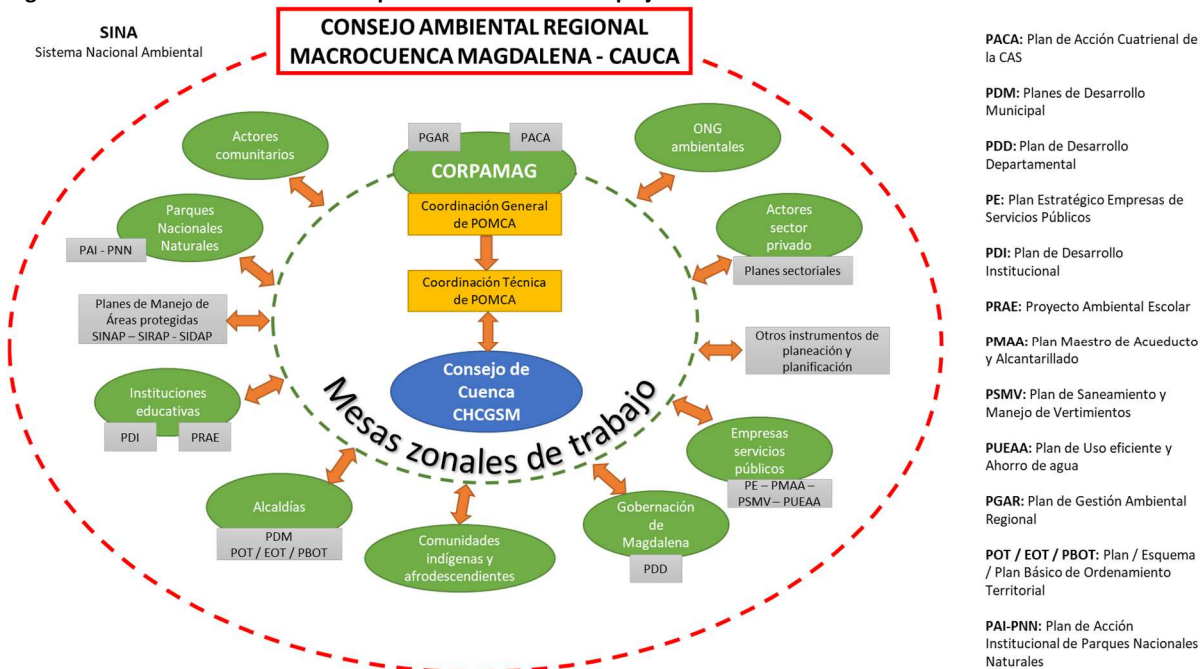 SINA
Sistema Nacional Ambiental
CONSEJO AMBIENTAL REGIONAL
MACROCUENCA MAGDALENA - CAUCA
PGAR
PACA
CORPAMAG
Coordinación General
de POMCA
Coordinación Técnica
de POMCA
Consejo de
Cuenca
CHCGSM
Mesas zonales de trabajo
Actores
comunitarios
Parques
Nacionales
Naturales
PAI - PNN
Planes de Manejo de
Áreas protegidas
SINAP – SIRAP - SIDAP
Instituciones
educativas
PDI
PRAE
Alcaldías
PDM
POT / EOT / PBOT
Comunidades
indígenas y
afrodescendientes
Gobernación
de
Magdalena
PDD
Empresas
servicios
públicos
PE – PMAA –
PSMV – PUEAA
Otros instrumentos de
planeación y
planificación
Actores
sector
privado
Planes sectoriales
ONG
ambientales
PACA: Plan de Acción Cuatrienal de
la CAS
PDM: Planes de Desarrollo
Municipal
PDD: Plan de Desarrollo
Departamental
PE: Plan Estratégico Empresas de
Servicios Públicos
PDI: Plan de Desarrollo
Institucional
PRAE: Proyecto Ambiental Escolar
PMAA: Plan Maestro de Acueducto
y Alcantarillado
PSMV: Plan de Saneamiento y
Manejo de Vertimientos
PUEAA: Plan de Uso eficiente y
Ahorro de agua
PGAR: Plan de Gestión Ambiental
Regional
POT / EOT / PBOT: Plan / Esquema
/ Plan Básico de Ordenamiento
Territorial
PAI-PNN: Plan de Acción
Institucional de Parques Nacionales
Naturales